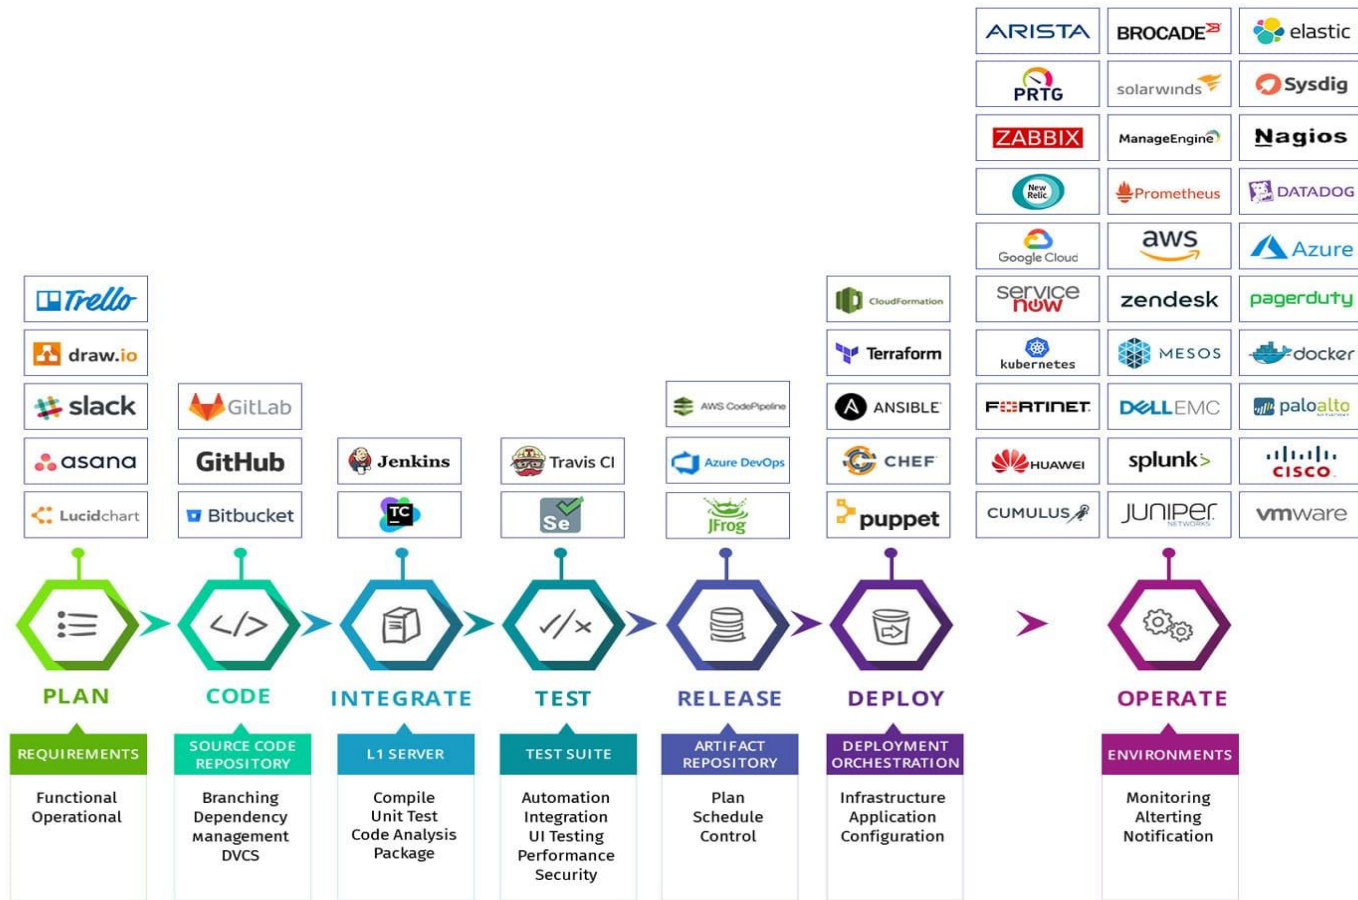 ARISTA
BROCADE
elastic
PRTG
solarwinds
Sysdig
ZABBIX
ManageEngine
Nagios
New
Relic
Prometheus
DATADOG
Google Cloud
aws
Azure
Trello
CloudFormation
service
now
zendesk
pagerduty
draw.io
Terraform
kubernetes
MESOS
docker
slack
GitLab
AWS CodePipeline
ANSIBLE
FORTINET
DELLEMC
paloalto
asana
GitHub
Jenkins
Travis CI
Azure DevOps
CHEF
HUAWEI
splunk>
CISCO
Lucidchart
Bitbucket
TC
Se
JFrog
puppet
CUMULUS
JUNIPER
NETWORKS
vmware
</> 
✓/x
PLAN
CODE
INTEGRATE
TEST
RELEASE
DEPLOY
OPERATE
REQUIREMENTS
Functional
Operational
SOURCE CODE
REPOSITORY
Branching
Dependency
Management
DVCS
L1 SERVER
Compile
Unit Test
Code Analysis
Package
TEST SUITE
Automation
Integration
UI Testing
Performance
Security
ARTIFACT
REPOSITORY
Plan
Schedule
Control
DEPLOYMENT
ORCHESTRATION
Infrastructure
Application
Configuration
ENVIRONMENTS
Monitoring
Alterting
Notification